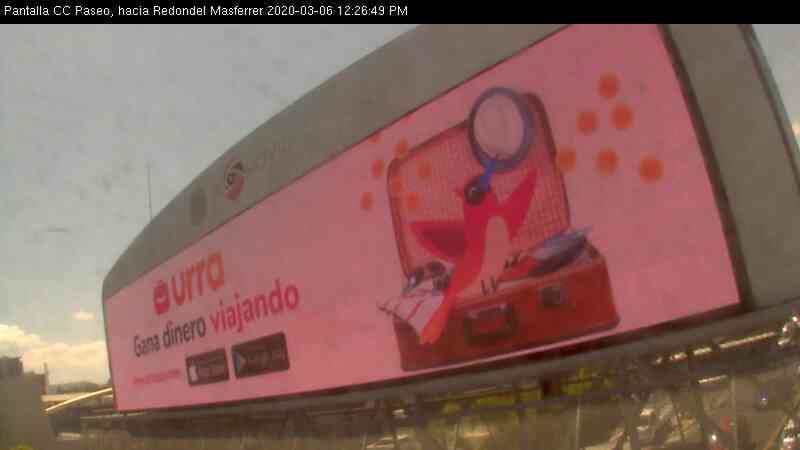 Pantalla CC Paseo, hacia Redondel Masferrer 2020-03-06 12:26:49 PM
urra
Gana dinero viajando